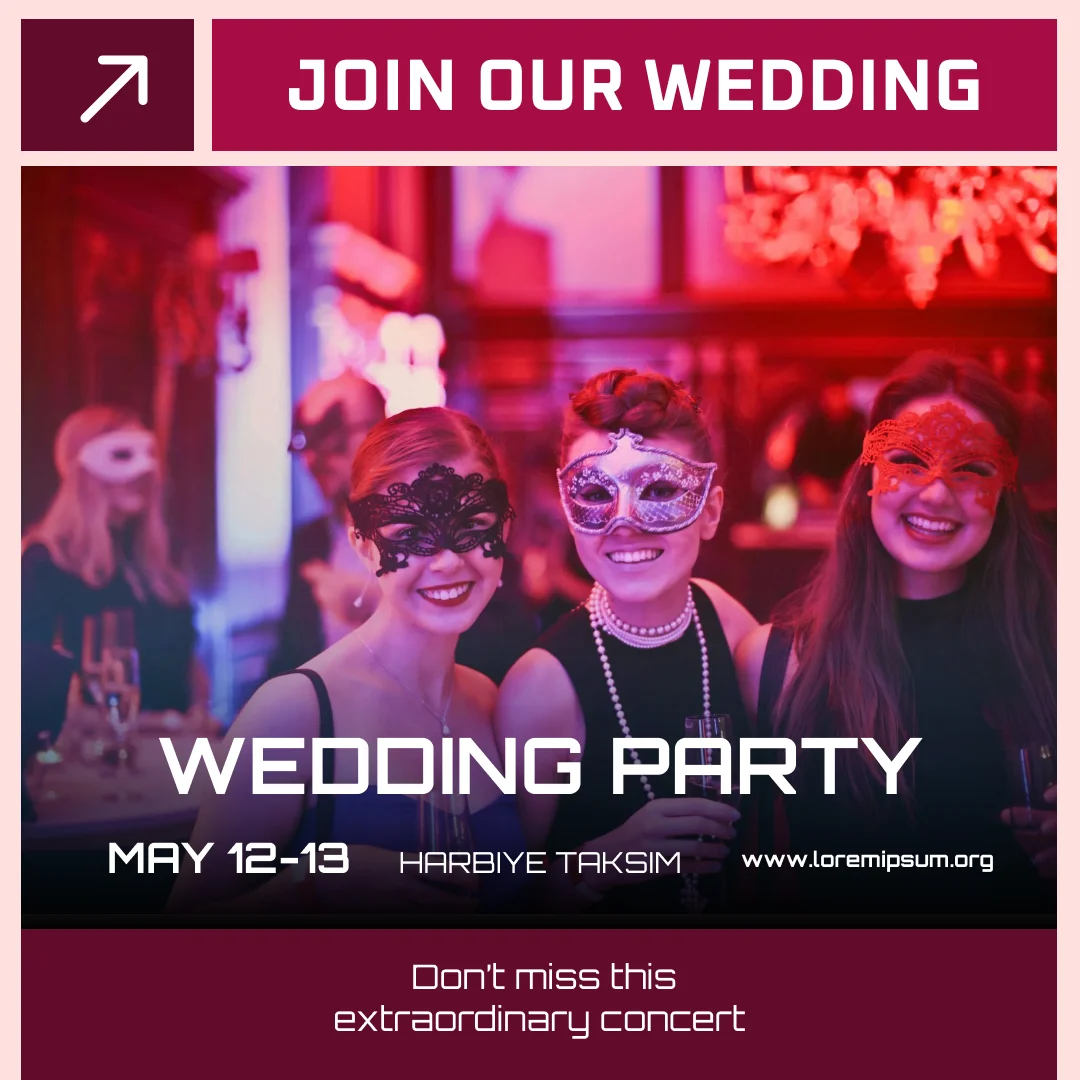 JOIN OUR WEDDING
WEDDING PARTY
MAY 12-13 HARBIYE TAKSIM www.loremipsum.org
Don't miss this
extraordinary concert